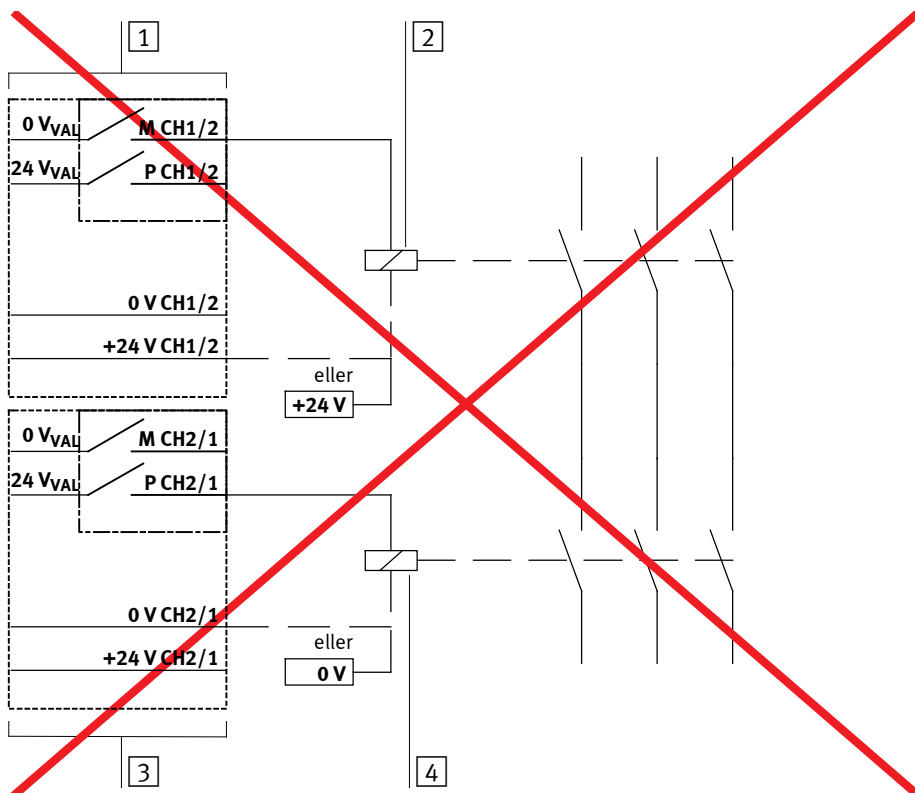 1
2
0 VVAL
M CH1/2
24 VVAL
P CH1/2
0 V CH1/2
+24 V CH1/2
eller
+24 V
0 VVAL
M CH2/1
24 VVAL
P CH2/1
0 V CH2/1
eller
+24 V CH2/1
0 V
3
4